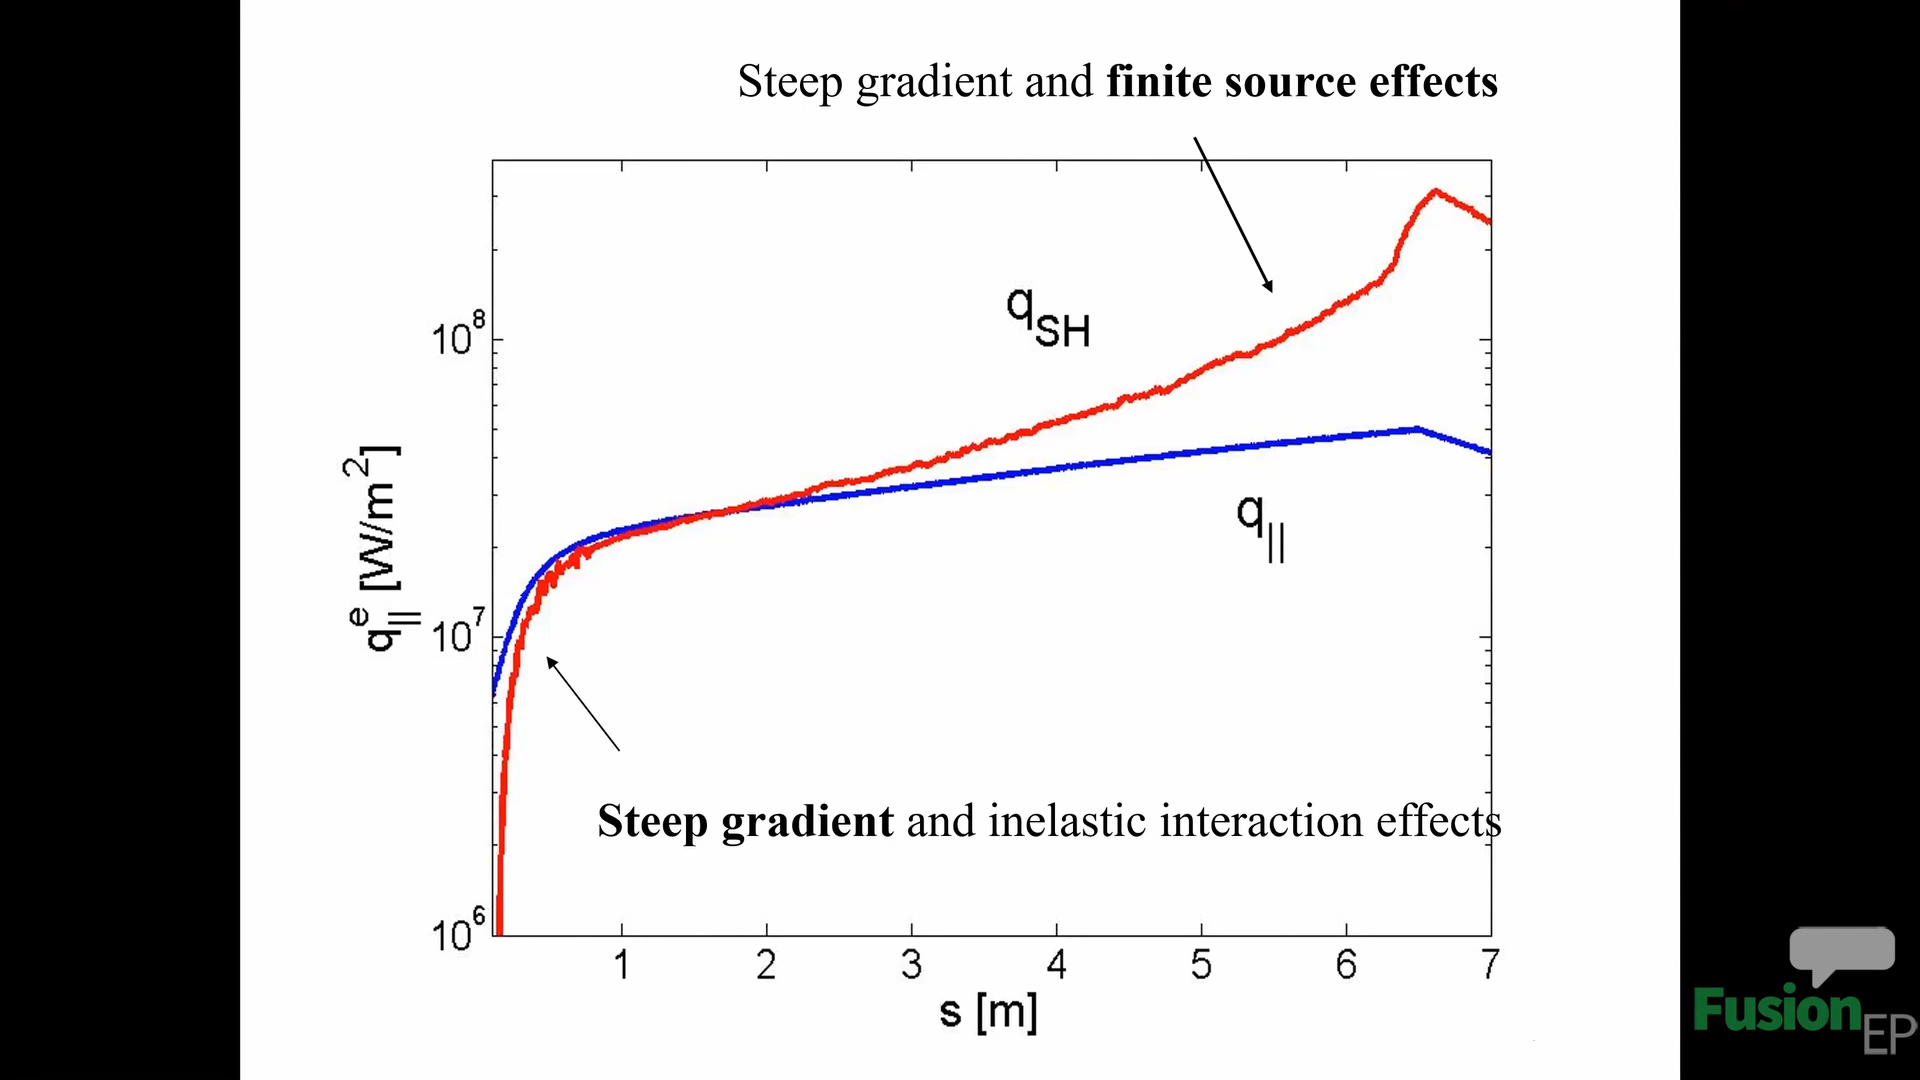 Steep gradient and finite source effects
q_SH
10^8
q_||
q_||^e [W/m^2]
10^7
Steep gradient and inelastic interaction effects
10^6
1 2 3 4 5 6 7
s [m]
Fusion
EP